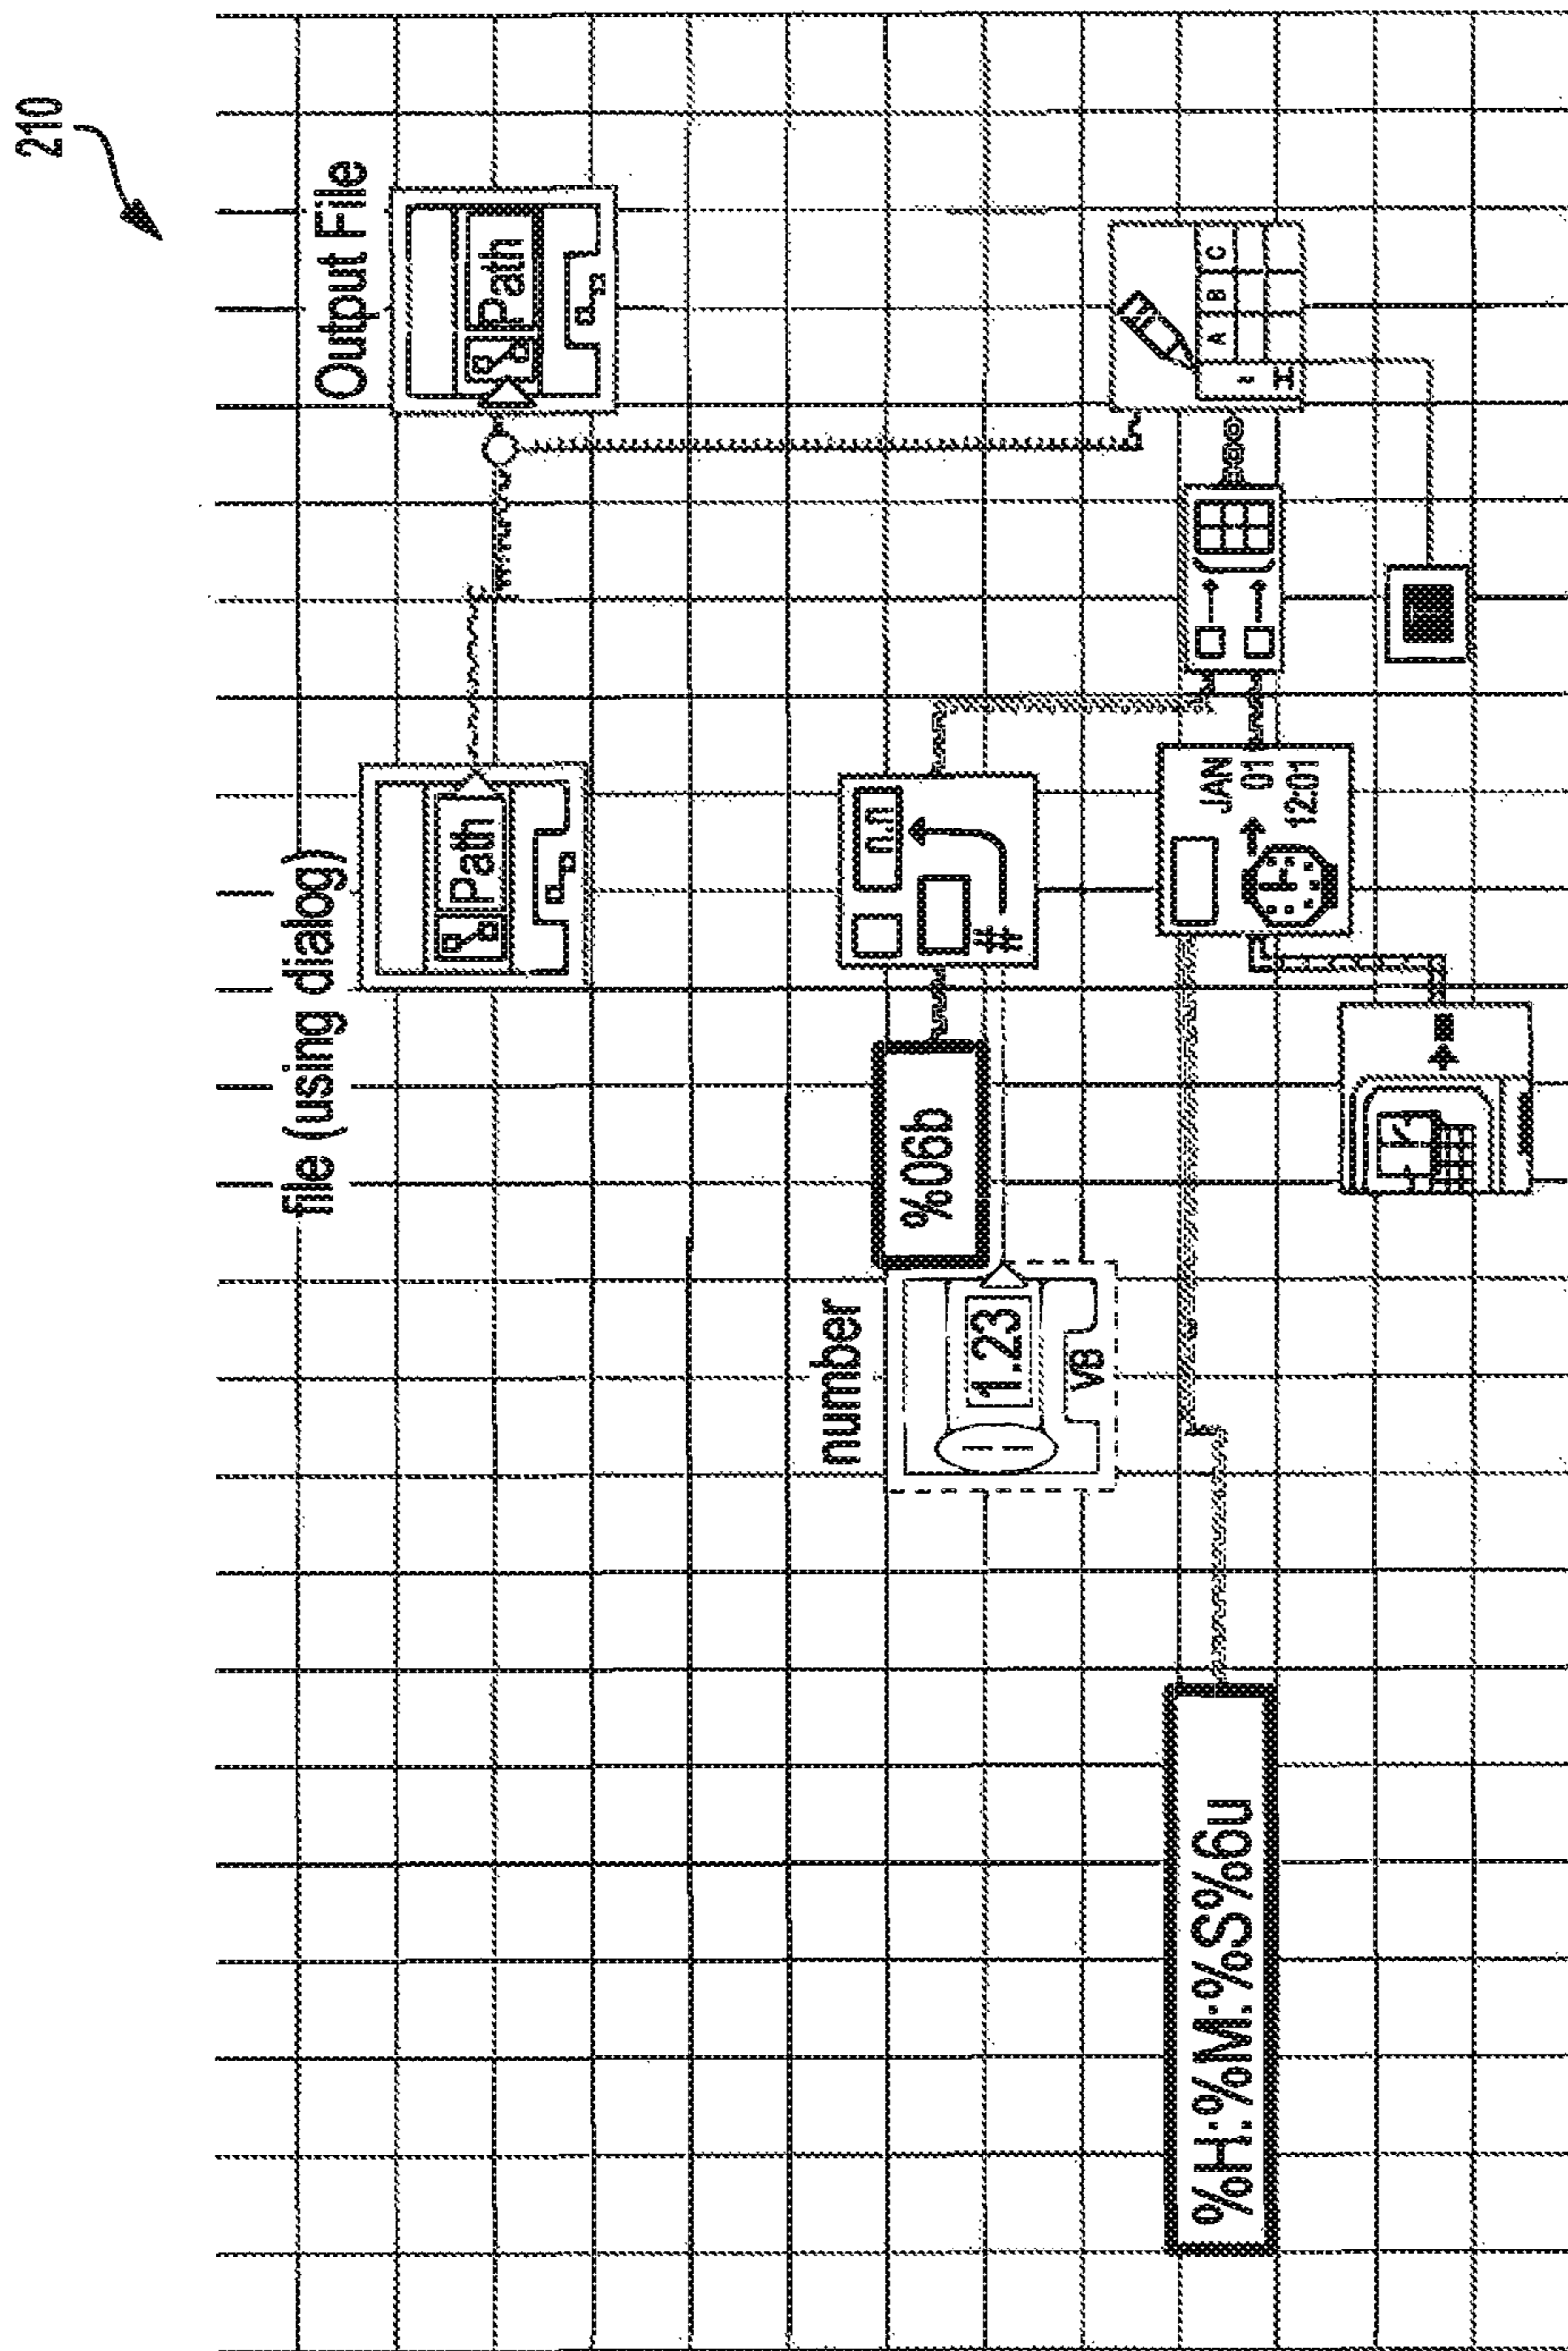 210
Output File
Path
file (using dialog)
Path
number
1.23
VB
%06b
n.n
#
%H:%M:%S%6u
JAN
01
12:01
A B C